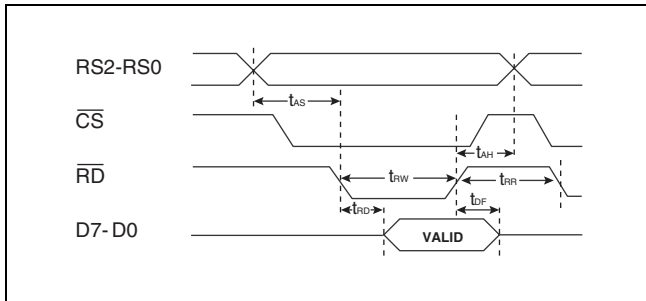 RS2-RS0
tAS
CS
tAH
RD
tRW
tRR
tRD
tDF
D7-D0
VALID